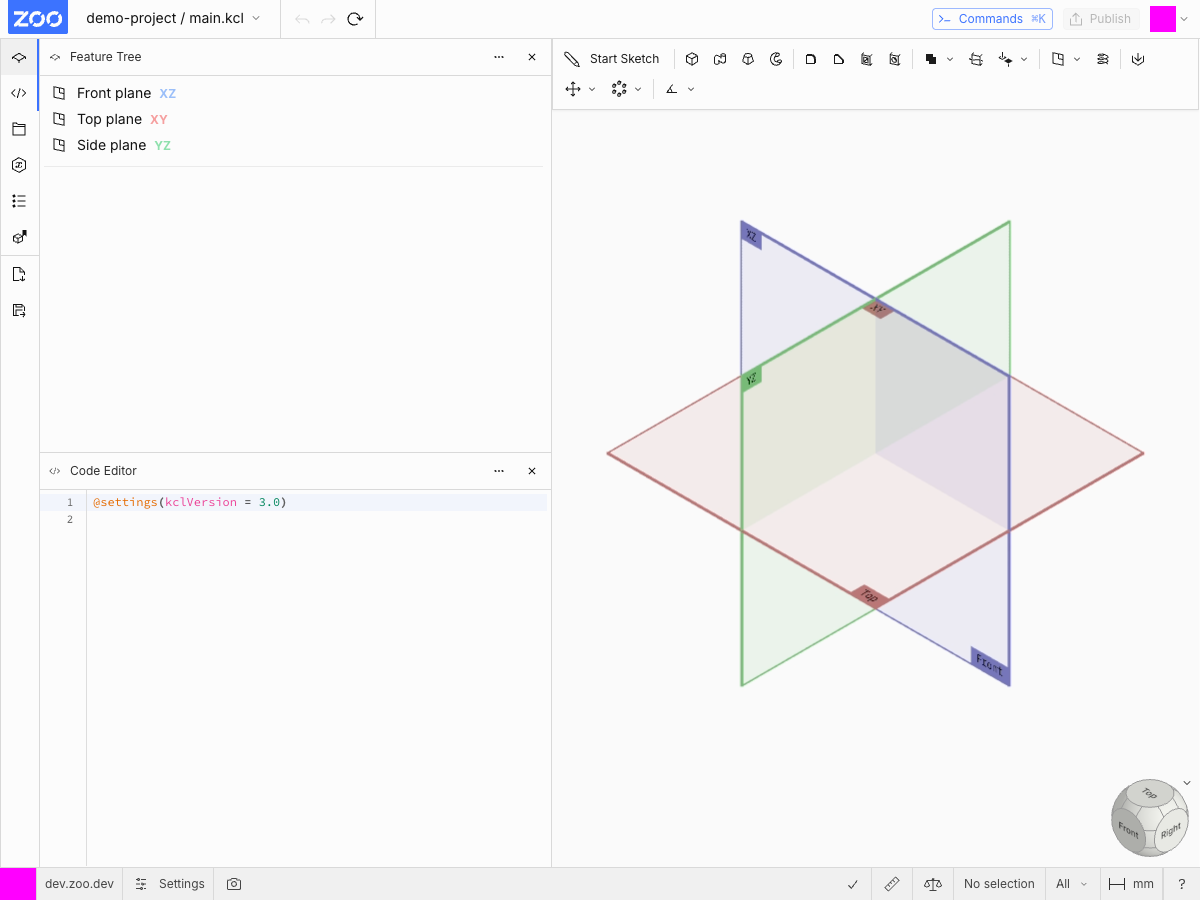 ZOO demo-project / main.kcl Commands ⌘K Publish
Feature Tree
Start Sketch
Front plane XZ
Top plane XY
Side plane YZ
XZ
XY
YZ
Code Editor
1 @settings(kclVersion = 3.0)
2
Top
Front
Top
Front Right
dev.zoo.dev Settings No selection All mm ?